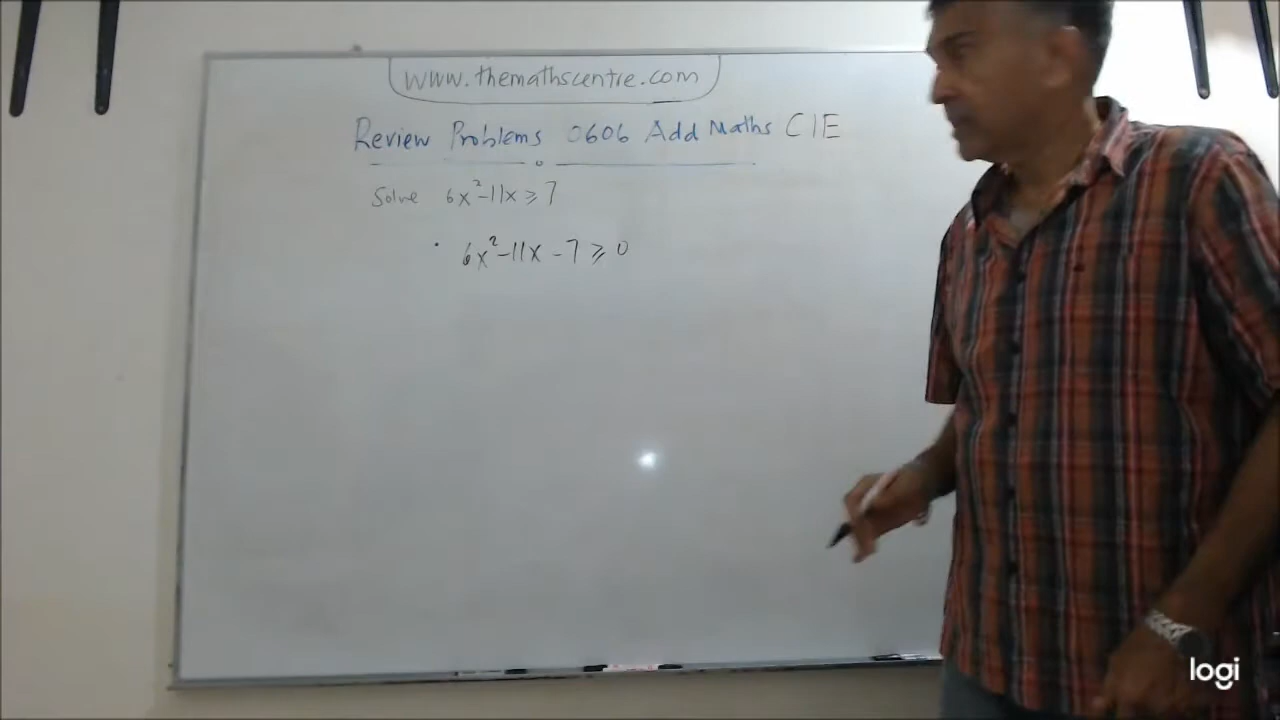 www.themathscentre.com
Review Problems 0606 Add Maths CIE
Solve 6x²-11x ≥ 7
6x²-11x - 7 ≥ 0
logi